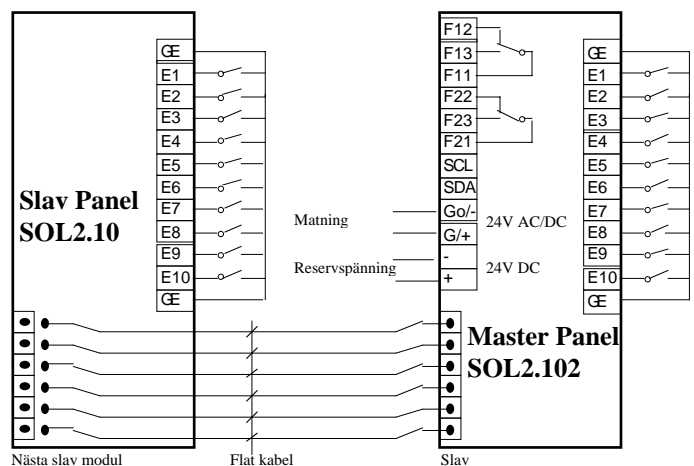 GE
E1
E2
E3
E4
E5
E6
E7
E8
E9
E10
GE
Slav Panel
SOL2.10
Matning
Reservspänning
F12
F13
F11
F22
F23
F21
SCL
SDA
Go/-
G/+
-
+
24V AC/DC
24V DC
GE
E1
E2
E3
E4
E5
E6
E7
E8
E9
E10
GE
Master Panel
SOL2.102
Nästa slav modul
Flat kabel
Slav